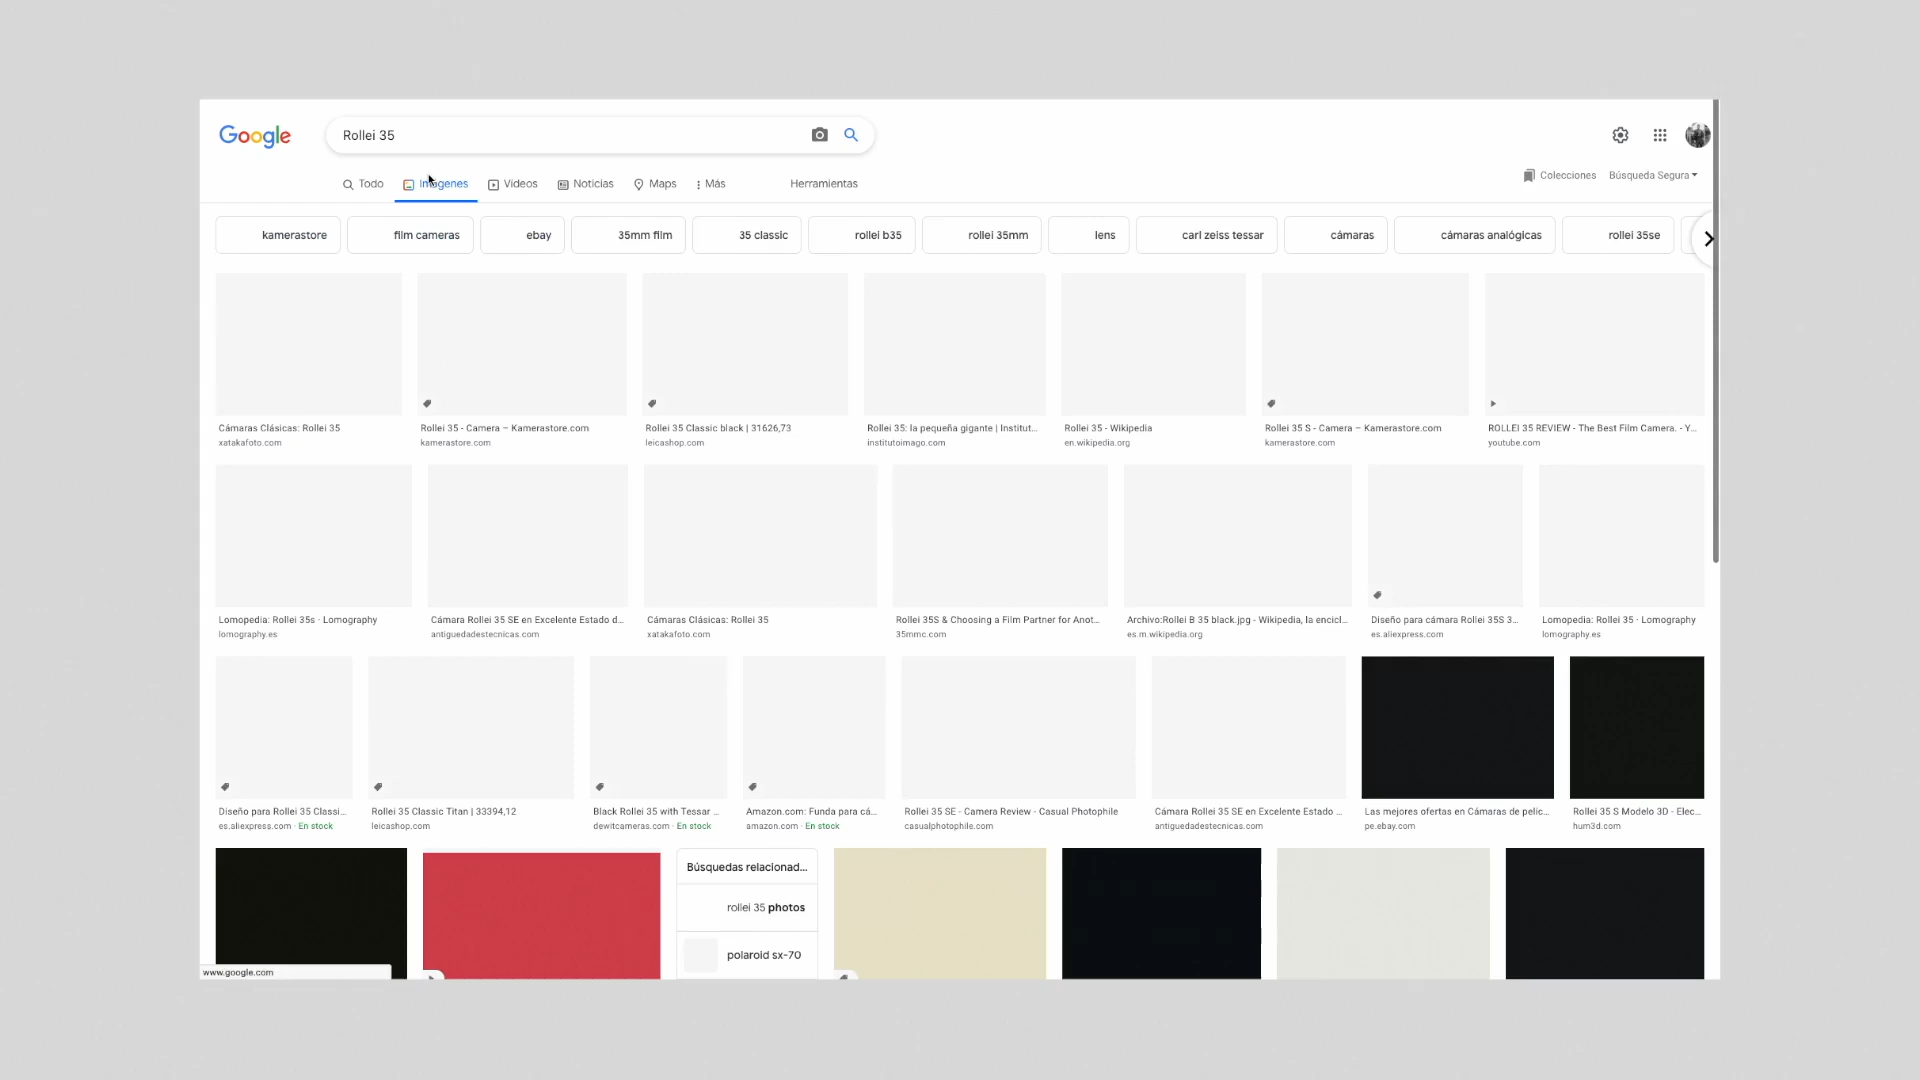 Google
Rollei 35
Todo
Imágenes
Vídeos
Noticias
Maps
Más
Herramientas
Colecciones
Búsqueda Segura
kamerastore
film cameras
ebay
35mm film
35 classic
rollei b35
rollei 35mm
lens
carl zeiss tessar
cámaras
cámaras analógicas
rollei 35se
Cámaras Clásicas: Rollei 35
xatakafoto.com
Rollei 35 - Camera – Kamerastore.com
kamerastore.com
Rollei 35 Classic black | 31626,73
leicashop.com
Rollei 35: la pequeña gigante | Institut...
institutoimago.com
Rollei 35 - Wikipedia
en.wikipedia.org
Rollei 35 S - Camera – Kamerastore.com
kamerastore.com
ROLLEI 35 REVIEW - The Best Film Camera. - Y...
youtube.com
Lomopedia: Rollei 35s · Lomography
lomography.es
Cámara Rollei 35 SE en Excelente Estado d...
antiguedadestecnicas.com
Cámaras Clásicas: Rollei 35
xatakafoto.com
Rollei 35S & Choosing a Film Partner for Anot...
35mmc.com
Archivo:Rollei B 35 black.jpg - Wikipedia, la encicl...
es.m.wikipedia.org
Diseño para cámara Rollei 35S 3...
es.aliexpress.com
Lomopedia: Rollei 35 · Lomography
lomography.es
Diseño para Rollei 35 Classi...
es.aliexpress.com · En stock
Rollei 35 Classic Titan | 33394,12
leicashop.com
Black Rollei 35 with Tessar ...
dewitcameras.com · En stock
Amazon.com: Funda para cá...
amazon.com · En stock
Rollei 35 SE - Camera Review - Casual Photophile
casualphotophile.com
Cámara Rollei 35 SE en Excelente Estado ...
antiguedadestecnicas.com
Las mejores ofertas en Cámaras de pelíc...
pe.ebay.com
Rollei 35 S Modelo 3D - Elec...
hum3d.com
Búsquedas relacionad...
rollei 35 photos
polaroid sx-70
www.google.com